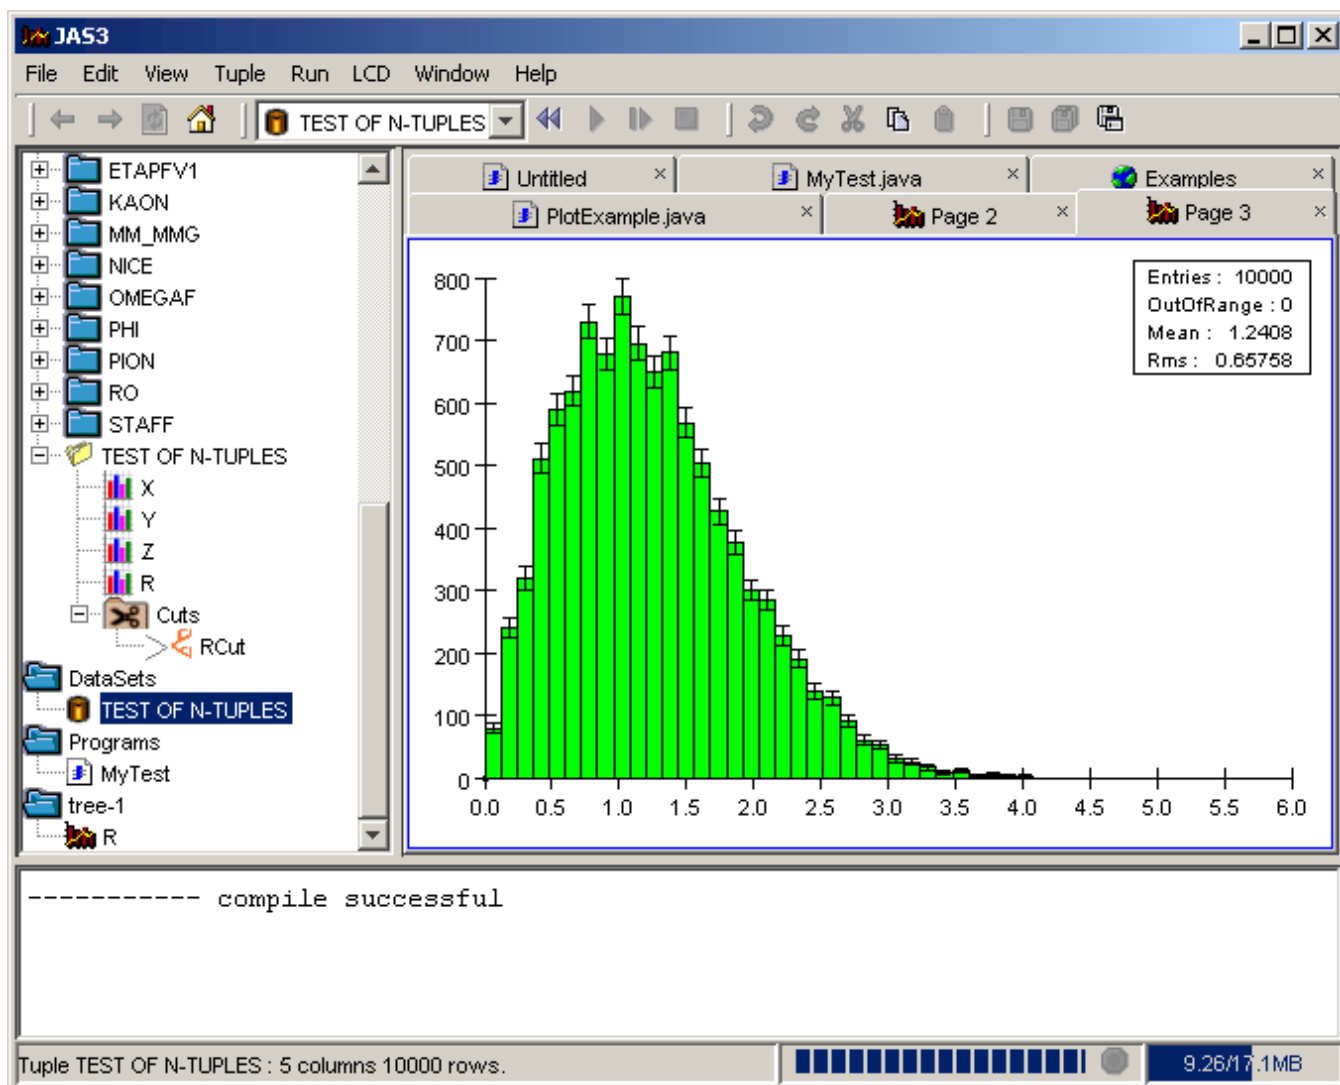 JAS3
File Edit View Tuple Run LCD Window Help
TEST OF N-TUPLES
ETAPFV1
KAON
MM_MMG
NICE
OMEGAF
PHI
PION
RO
STAFF
TEST OF N-TUPLES
X
Y
Z
R
Cuts
RCut
DataSets
TEST OF N-TUPLES
Programs
MyTest
tree-1
R
Untitled × MyTest.java × Examples ×
PlotExample.java × Page 2 × Page 3 ×
Entries : 10000
OutOfRange : 0
Mean : 1.2408
Rms : 0.65758
800
700
600
500
400
300
200
100
0
0.0 0.5 1.0 1.5 2.0 2.5 3.0 3.5 4.0 4.5 5.0 5.5 6.0
----------- compile successful
Tuple TEST OF N-TUPLES : 5 columns 10000 rows.
9.26/17.1MB